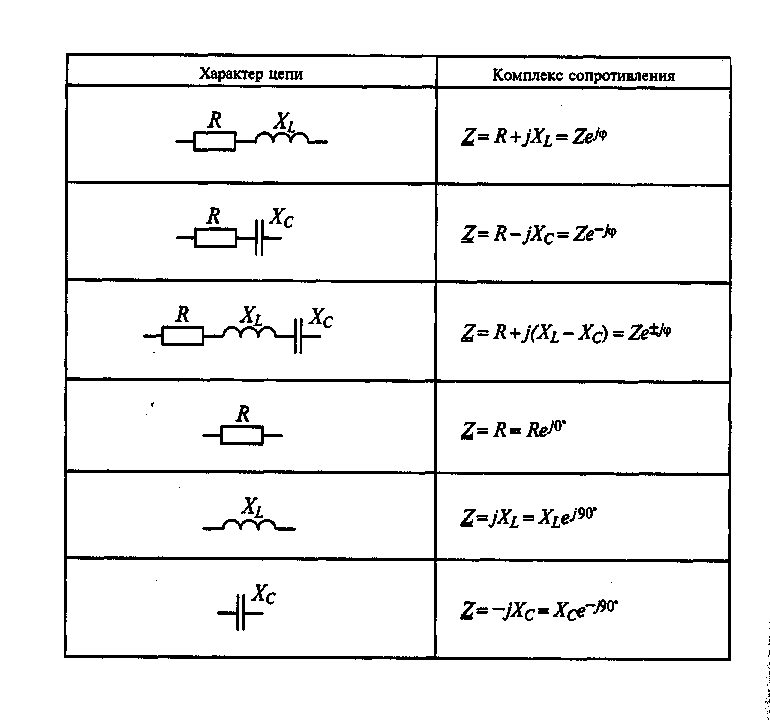 Характер цепи Комплекс сопротивления
R X_L Z = R + jX_L = Ze^{jφ}
R X_C Z = R − jX_C = Ze^{−jφ}
R X_L X_C Z = R + j(X_L − X_C) = Ze^{±jφ}
R Z = R = Re^{j0°}
X_L Z = jX_L = X_Le^{j90°}
X_C Z = −jX_C = X_Ce^{−j90°}